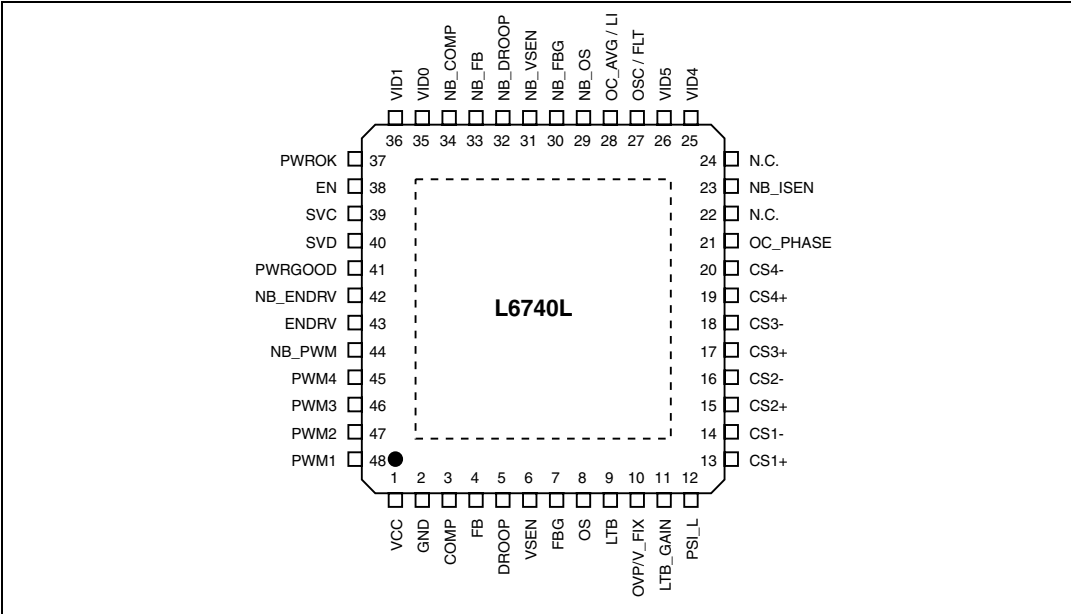 VID1
VID0
NB_COMP
NB_FB
NB_DROOP
NB_VSEN
NB_FBG
NB_OS
OC_AVG / LI
OSC / FLT
VID5
VID4
36 35 34 33 32 31 30 29 28 27 26 25
PWROK 37
EN 38
SVC 39
SVD 40
PWRGOOD 41
NB_ENDRV 42
ENDRV 43
NB_PWM 44
PWM4 45
PWM3 46
PWM2 47
PWM1 48
L6740L
24 N.C.
23 NB_ISEN
22 N.C.
21 OC_PHASE
20 CS4-
19 CS4+
18 CS3-
17 CS3+
16 CS2-
15 CS2+
14 CS1-
13 CS1+
1 2 3 4 5 6 7 8 9 10 11 12
VCC
GND
COMP
FB
DROOP
VSEN
FBG
OS
LTB
OVP/V_FIX
LTB_GAIN
PSI_L